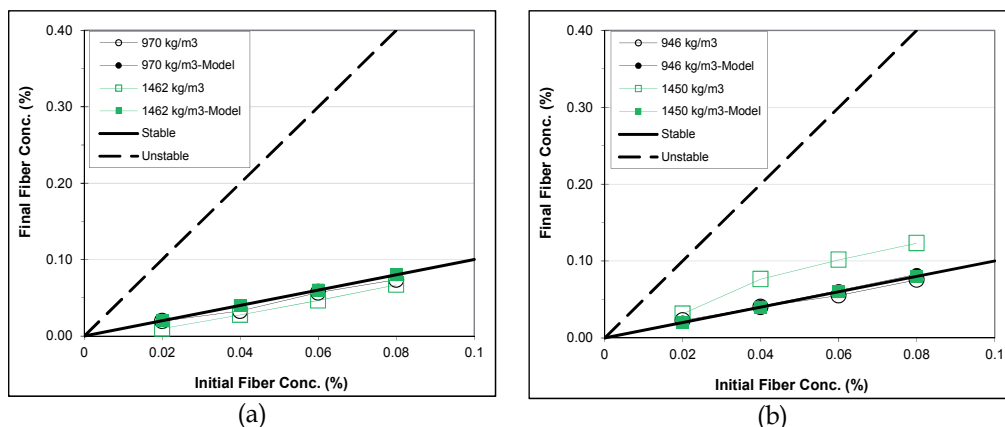 0.40
0.30
0.20
0.10
0.00
Final Fiber Conc. (%)
970 kg/m3
970 kg/m3-Model
1462 kg/m3
1462 kg/m3-Model
Stable
Unstable
0 0.02 0.04 0.06 0.08 0.1
Initial Fiber Conc. (%)
(a)
0.40
0.30
0.20
0.10
0.00
Final Fiber Conc. (%)
946 kg/m3
946 kg/m3-Model
1450 kg/m3
1450 kg/m3-Model
Stable
Unstable
0 0.02 0.04 0.06 0.08 0.1
Initial Fiber Conc. (%)
(b)